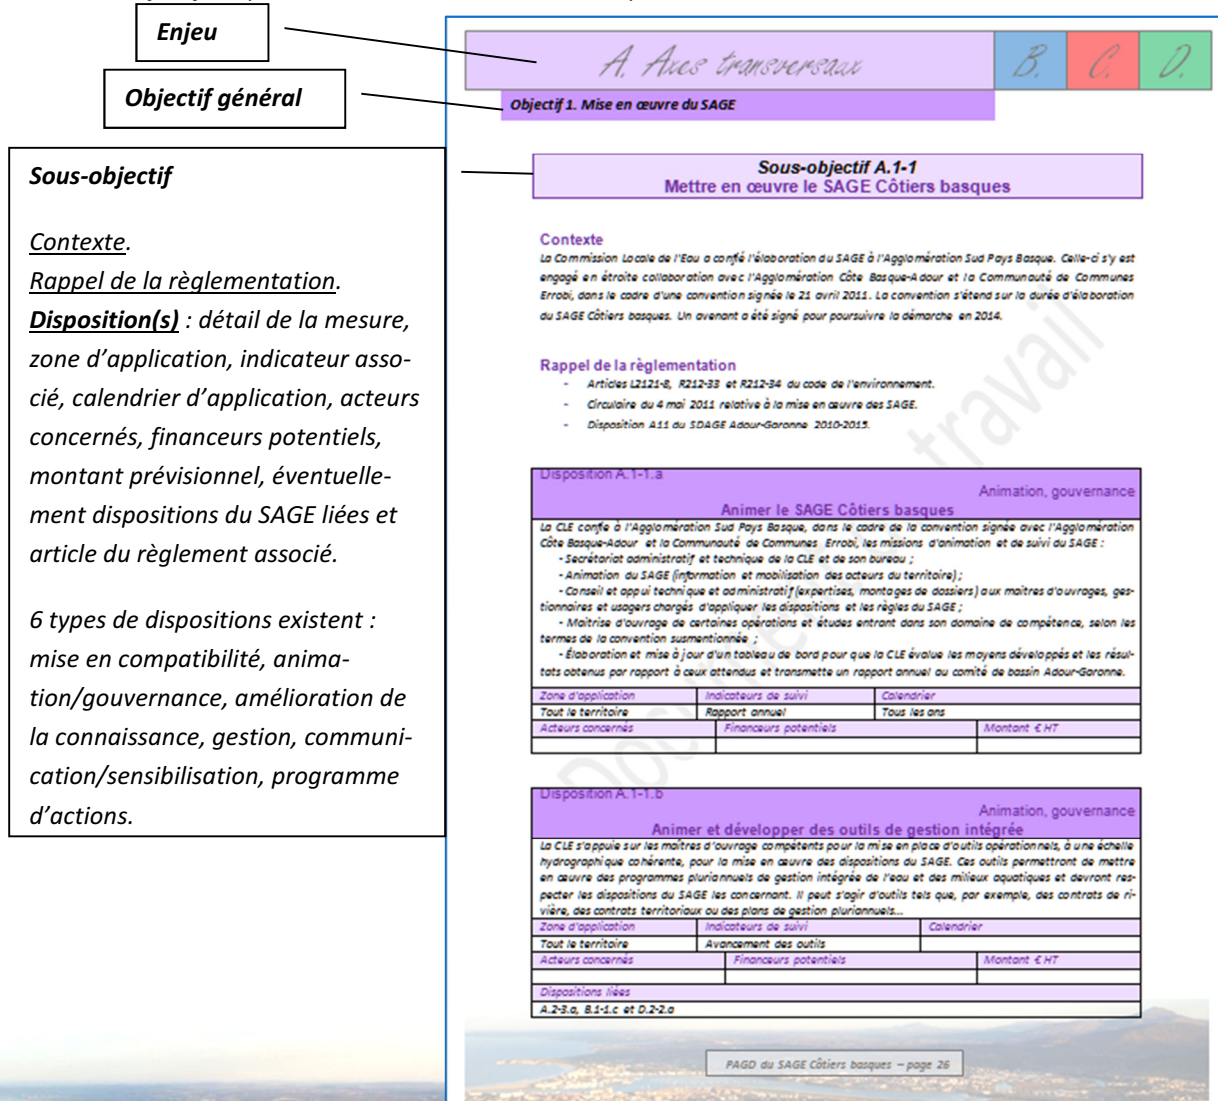 Enjeu
Objectif général
Sous-objectif
Contexte.
Rappel de la règlementation.
Disposition(s) : détail de la mesure,
zone d'application, indicateur asso-
cié, calendrier d'application, acteurs
concernés, financeurs potentiels,
montant prévisionnel, éventuelle-
ment dispositions du SAGE liées et
article du règlement associé.
6 types de dispositions existent :
mise en compatibilité, anima-
tion/gouvernance, amélioration de
la connaissance, gestion, communi-
cation/sensibilisation, programme
d'actions.
A. Axes transversaux
B.
C.
D.
Objectif 1. Mise en œuvre du SAGE
Sous-objectif A.1-1
Mettre en œuvre le SAGE Côtiers basques
Contexte
La Commission Locale de l'Eau a confié l'élaboration du SAGE à l'Agglomération Sud Pays Basque. Celle-ci s'y est
engagé en étroite collaboration avec l'Agglomération Côte Basque-Adour et la Communauté de Communes
Errobi, dans le cadre d'une convention signée le 21 avril 2011. La convention s'étend sur la durée d'élaboration
du SAGE Côtiers basques. Un avenant a été signé pour poursuivre la démarche en 2014.
Rappel de la règlementation
- Articles L2121-8, R212-33 et R212-34 du code de l'environnement.
- Circulaire du 4 mai 2011 relative à la mise en œuvre des SAGE.
- Disposition A11 du SDAGE Adour-Garonne 2010-2015.
Disposition A.1-1.a
Animation, gouvernance
Animer le SAGE Côtiers basques
La CLE confie à l'Agglomération Sud Pays Basque, dans le cadre de la convention signée avec l'Agglomération
Côte Basque-Adour et la Communauté de Communes Errobi, les missions d'animation et de suivi du SAGE :
- Secrétariat administratif et technique de la CLE et de son bureau ;
- Animation du SAGE (information et mobilisation des acteurs du territoire) ;
- Conseil et appui technique et administratif (expertises, montages de dossiers) aux maîtres d'ouvrages, ges-
tionnaires et usagers chargés d'appliquer les dispositions et les règles du SAGE ;
- Maîtrise d'ouvrage de certaines opérations et études entrant dans son domaine de compétence, selon les
termes de la convention susmentionnée ;
- Élaboration et mise à jour d'un tableau de bord pour que la CLE évalue les moyens développés et les résul-
tats obtenus par rapport à ceux attendus et transmette un rapport annuel au comité de bassin Adour-Garonne.
Zone d'application Indicateurs de suivi Calendrier
Tout le territoire Rapport annuel Tous les ans
Acteurs concernés Financeurs potentiels Montant € HT
Disposition A.1-1.b
Animation, gouvernance
Animer et développer des outils de gestion intégrée
La CLE s'appuie sur les maîtres d'ouvrage compétents pour la mise en place d'outils opérationnels, à une échelle
hydrographique cohérente, pour la mise en œuvre des dispositions du SAGE. Ces outils permettront de mettre
en œuvre des programmes pluriannuels de gestion intégrée de l'eau et des milieux aquatiques et devront res-
pecter les dispositions du SAGE les concernant. Il peut s'agir d'outils tels que, par exemple, des contrats de ri-
vière, des contrats territoriaux ou des plans de gestion pluriannuels...
Zone d'application Indicateurs de suivi Calendrier
Tout le territoire Avancement des outils
Acteurs concernés Financeurs potentiels Montant € HT
Dispositions liées
A.2-3.a, B.1-1.c et D.2-2.a
PAGD du SAGE Côtiers basques – page 26